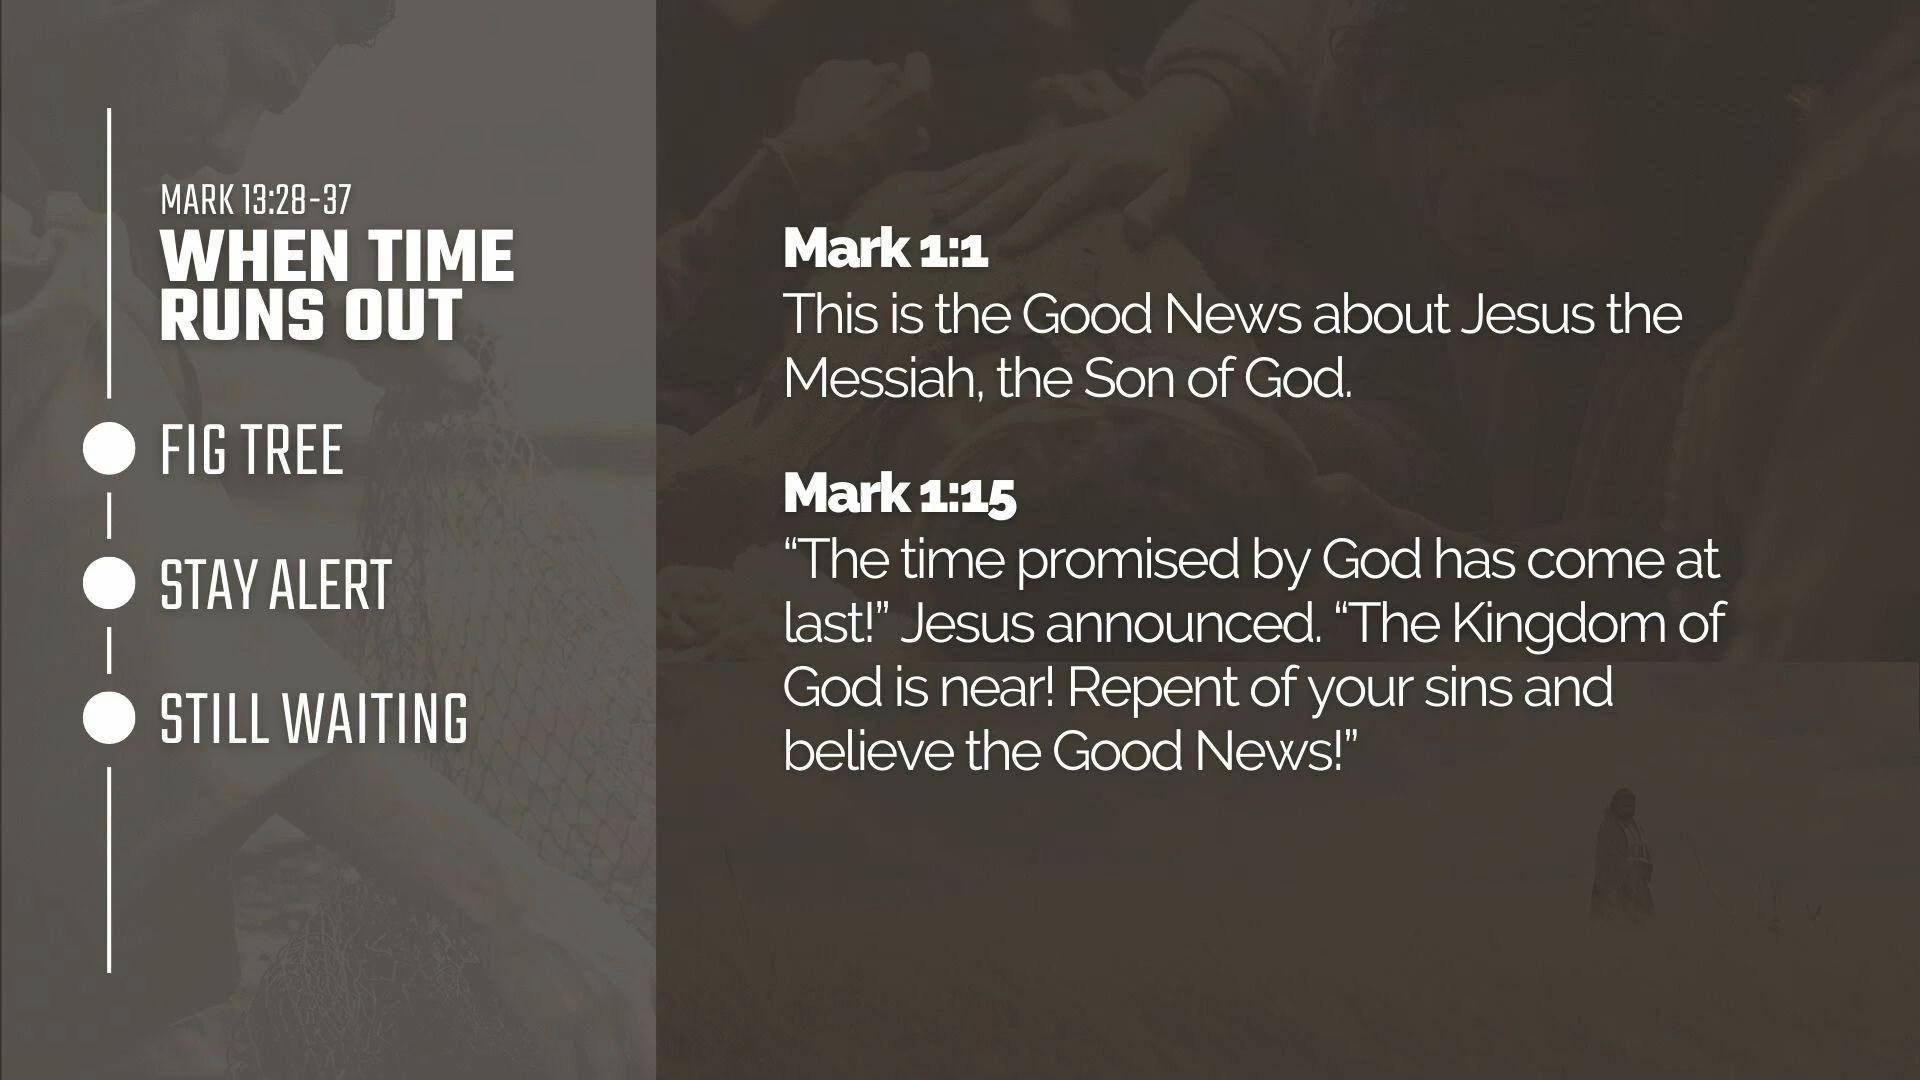 MARK 13:28-37
WHEN TIME
RUNS OUT
FIG TREE
STAY ALERT
STILL WAITING
Mark 1:1
This is the Good News about Jesus the
Messiah, the Son of God.
Mark 1:15
“The time promised by God has come at
last!” Jesus announced. “The Kingdom of
God is near! Repent of your sins and
believe the Good News!”